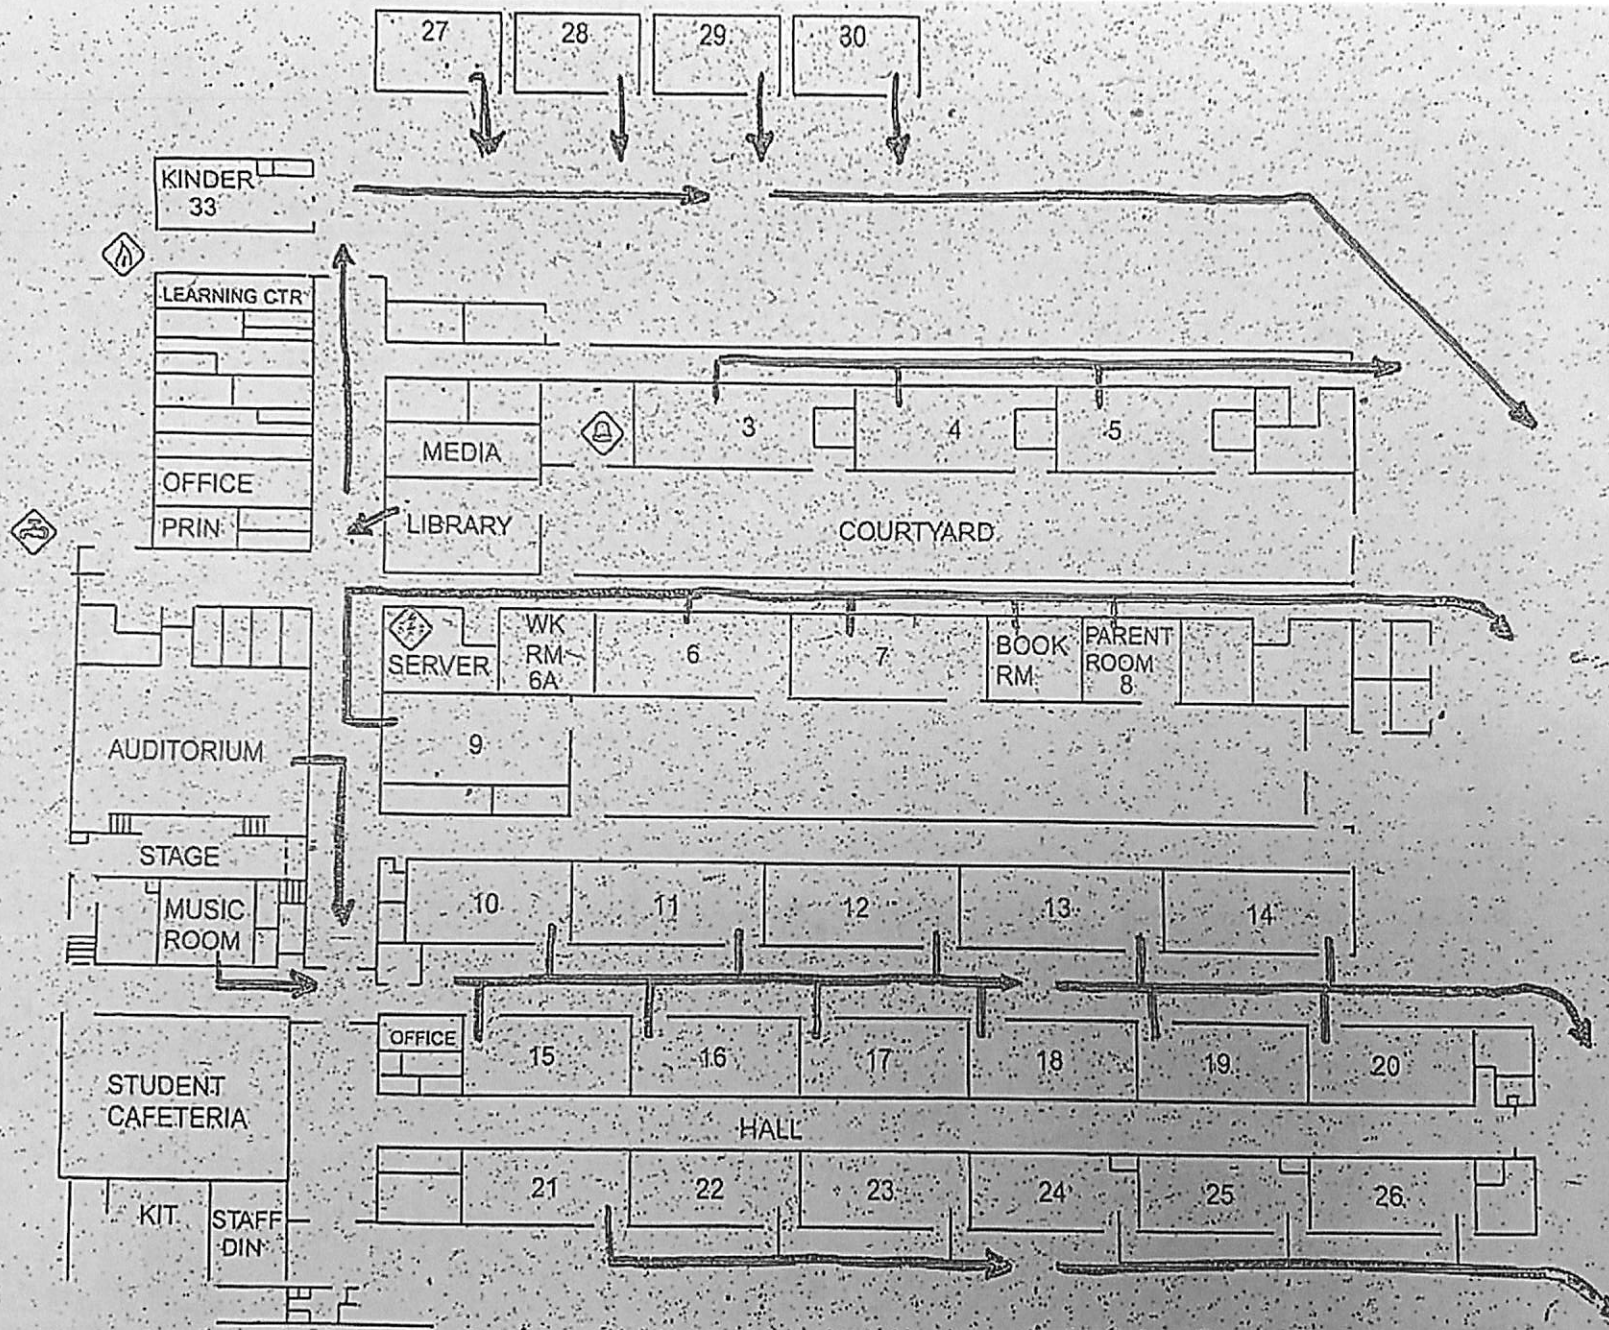 27
28
29
30
KINDER
33
LEARNING CTR
OFFICE
PRIN
MEDIA
LIBRARY
3
4
5
COURTYARD
SERVER
WK
RM
6A
6
7
BOOK
RM
PARENT
ROOM
8
AUDITORIUM
9
STAGE
MUSIC
ROOM
10
11
12
13
14
OFFICE
15
16
17
18
19
20
STUDENT
CAFETERIA
HALL
21
22
23
24
25
26
KIT
STAFF
DIN